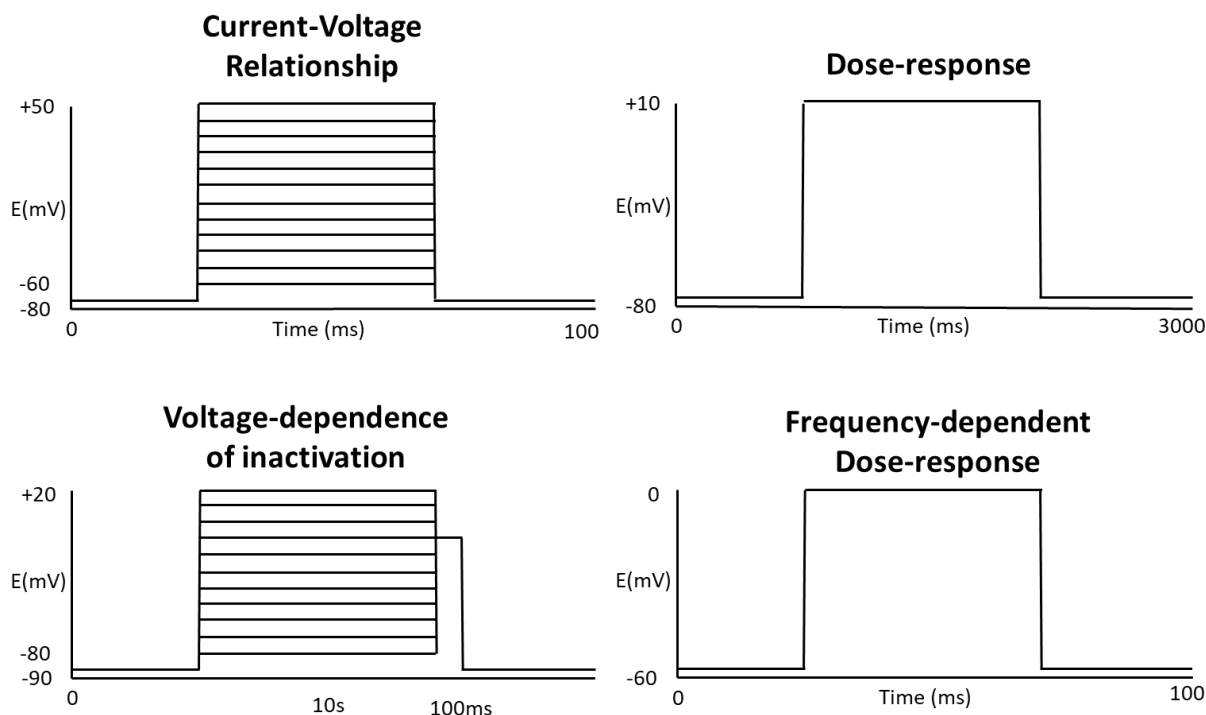 Current-Voltage
Relationship
+50
E(mV)
-60
-80
0
Time (ms)
100
Dose-response
+10
E(mV)
-80
0
Time (ms)
3000
Voltage-dependence
of inactivation
+20
E(mV)
-80
-90
0
10s
100ms
Frequency-dependent
Dose-response
0
E(mV)
-60
0
Time (ms)
100